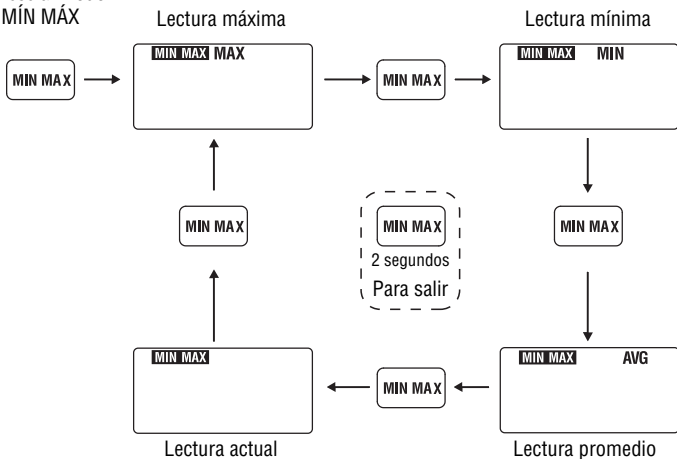 MÍN MÁX
Lectura máxima
Lectura mínima
MIN MAX
MIN MAX MAX
MIN MAX
MIN MAX MIN
MIN MAX
MIN MAX
2 segundos
Para salir
MIN MAX
MIN MAX
MIN MAX
MIN MAX AVG
Lectura actual
Lectura promedio